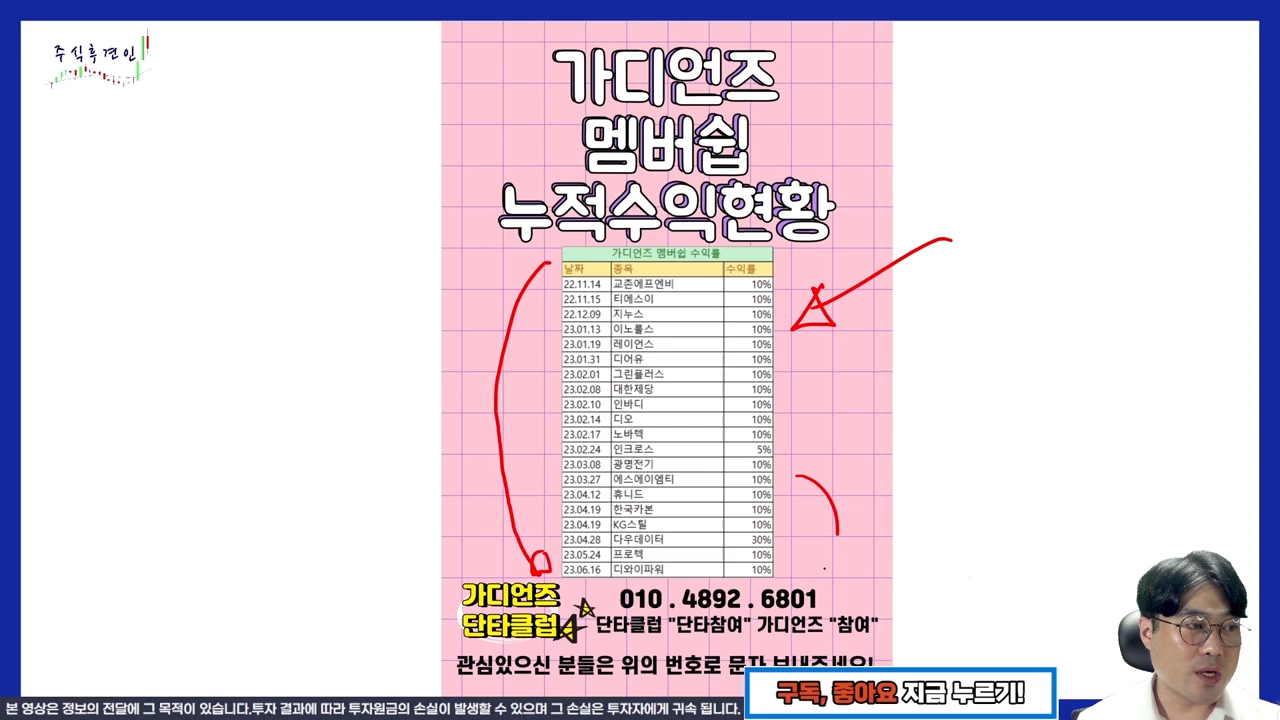 주식후견인
가디언즈
멤버쉽
누적수익현황
가디언즈 멤버쉽 수익률
날짜 종목 수익률
22.11.14 교촌에프엔비 10%
22.11.15 티에스이 10%
22.12.09 지누스 10%
23.01.13 이노룰스 10%
23.01.19 레이언스 10%
23.01.31 디어유 10%
23.02.01 그린플러스 10%
23.02.08 대한제당 10%
23.02.10 인바디 10%
23.02.14 디오 10%
23.02.17 노바텍 10%
23.02.24 인크로스 5%
23.03.08 광명전기 10%
23.03.27 에스에이엠티 10%
23.04.12 휴니드 10%
23.04.19 한국카본 10%
23.04.19 KG스틸 10%
23.04.28 다우데이터 30%
23.05.24 프로텍 10%
23.06.16 디와이파워 10%
가디언즈
단타클럽
010 . 4892 . 6801
단타클럽 "단타참여" 가디언즈 "참여"
관심있으신 분들은 위의 번호로 문자 보내주세요!
구독, 좋아요 지금 누르기!
본 영상은 정보의 전달에 그 목적이 있습니다.투자 결과에 따라 투자원금의 손실이 발생할 수 있으며 그 손실은 투자자에게 귀속 됩니다.